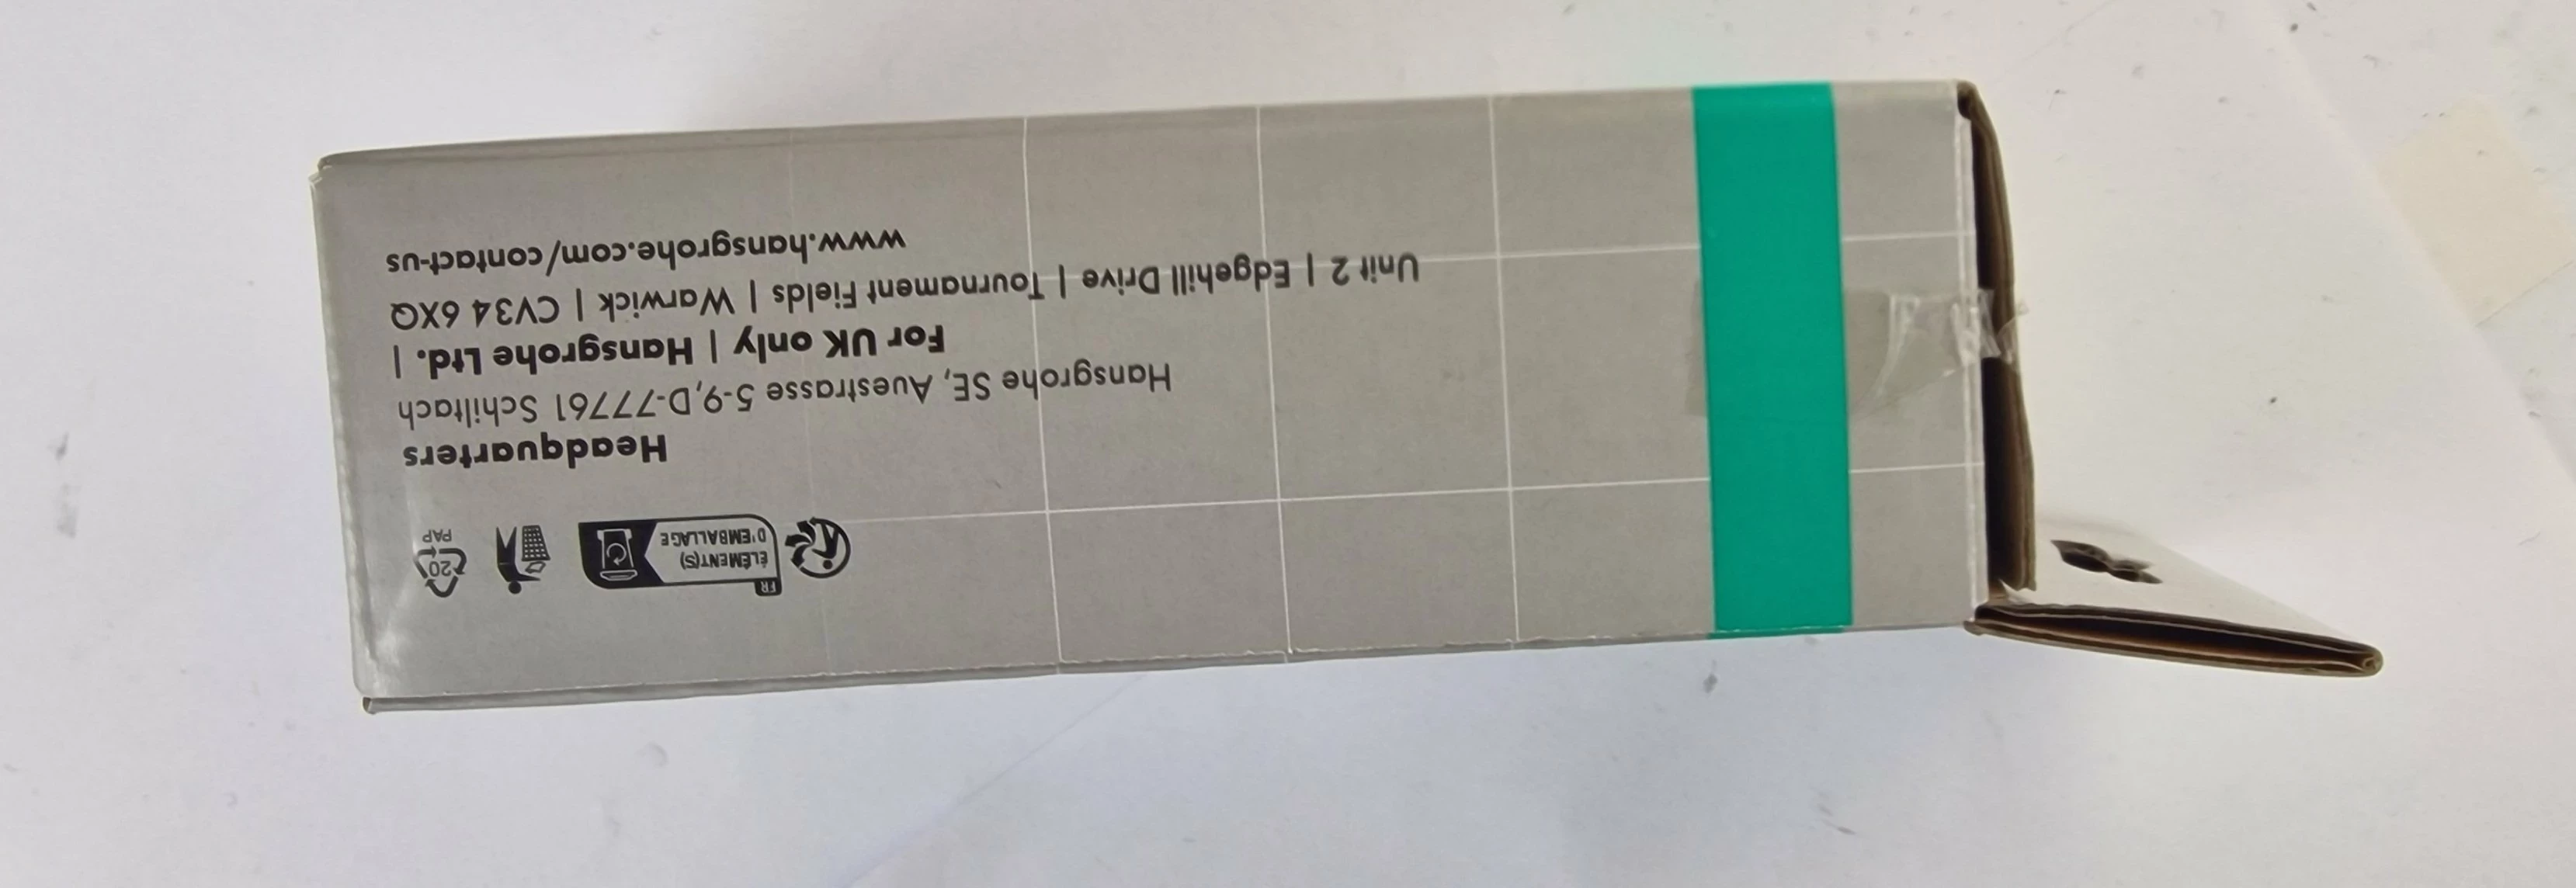 FR
ÉLÉMENT(S)
D'EMBALLAGE
20
PAP
Headquarters
Hansgrohe SE, Auestrasse 5-9, D-77761 Schiltach
For UK only | Hansgrohe Ltd. |
Unit 2 | Edgehill Drive | Tournament Fields | Warwick | CV34 6XQ
www.hansgrohe.com/contact-us